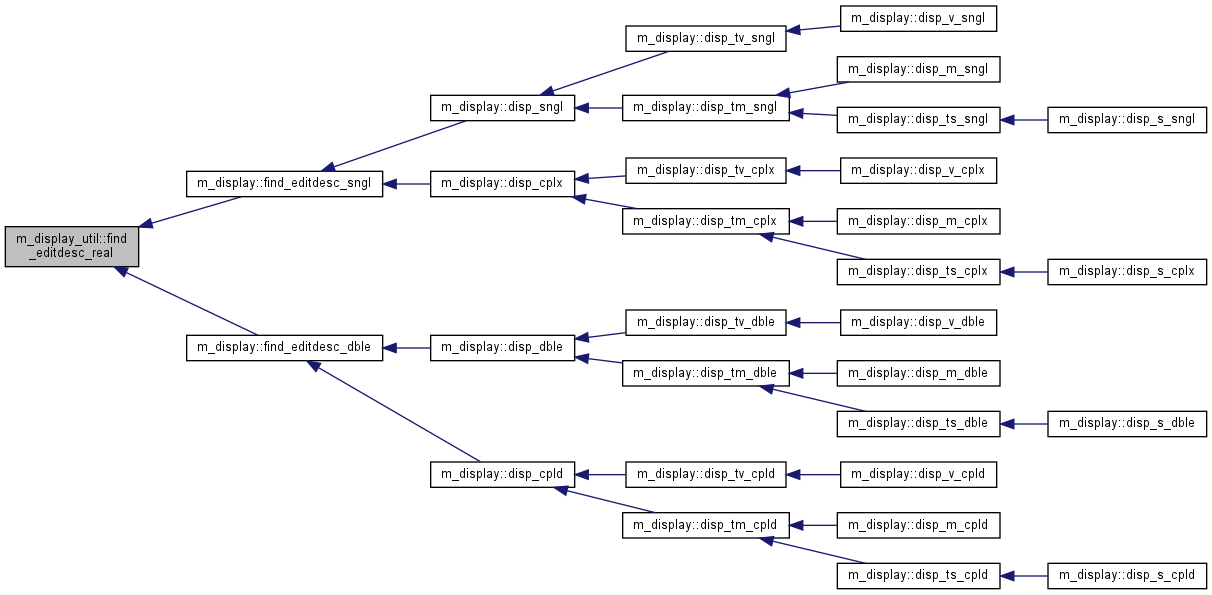 m_display::disp_v_sngl
m_display::disp_tv_sngl
m_display::disp_m_sngl
m_display::disp_sngl
m_display::disp_tm_sngl
m_display::disp_ts_sngl
m_display::disp_s_sngl
m_display::disp_tv_cplx
m_display::disp_v_cplx
m_display::find_editdesc_sngl
m_display::disp_cplx
m_display::disp_tm_cplx
m_display::disp_m_cplx
m_display_util::find
_editdesc_real
m_display::disp_ts_cplx
m_display::disp_s_cplx
m_display::disp_tv_dble
m_display::disp_v_dble
m_display::find_editdesc_dble
m_display::disp_dble
m_display::disp_tm_dble
m_display::disp_m_dble
m_display::disp_ts_dble
m_display::disp_s_dble
m_display::disp_cpld
m_display::disp_tv_cpld
m_display::disp_v_cpld
m_display::disp_tm_cpld
m_display::disp_m_cpld
m_display::disp_ts_cpld
m_display::disp_s_cpld